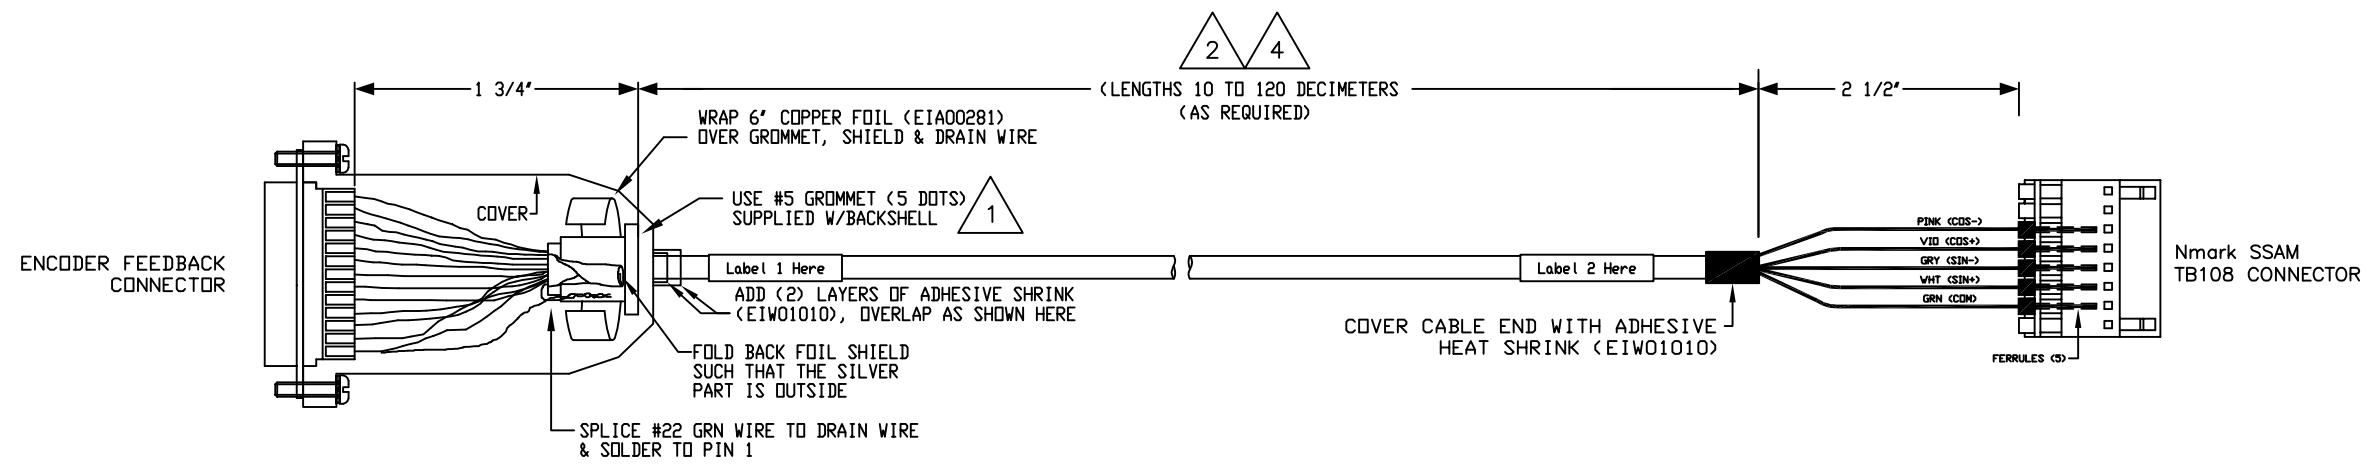 2
4
1 3/4"
(LENGTHS 10 TO 120 DECIMETERS
(AS REQUIRED)
2 1/2"
WRAP 6" COPPER FOIL (EIA00281)
OVER GROMMET, SHIELD & DRAIN WIRE
COVER
USE #5 GROMMET (5 DOTS)
SUPPLIED W/BACKSHELL
1
ENCODER FEEDBACK
CONNECTOR
Label 1 Here
Label 2 Here
PINK (COS-)
VIO (COS+)
GRY (SIN-)
WHT (SIN+)
GRN (COM)
Nmark SSAM
TB108 CONNECTOR
ADD (2) LAYERS OF ADHESIVE SHRINK
(EIW01010), OVERLAP AS SHOWN HERE
COVER CABLE END WITH ADHESIVE
HEAT SHRINK (EIW01010)
FERRULES (5)
FOLD BACK FOIL SHIELD
SUCH THAT THE SILVER
PART IS OUTSIDE
SPLICE #22 GRN WIRE TO DRAIN WIRE
& SOLDER TO PIN 1